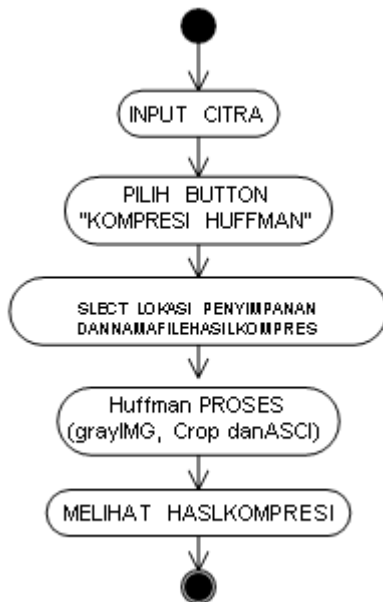 INPUT CITRA
PILIH BUTTON
"KOMPRESI HUFFMAN"
SLECT LOKASI PENYIMPANAN
DANNAMAFILEHASILKOMPRES
Huffman PROSES
(grayIMG, Crop danASCI)
MELIHAT HASLKOMPRESI